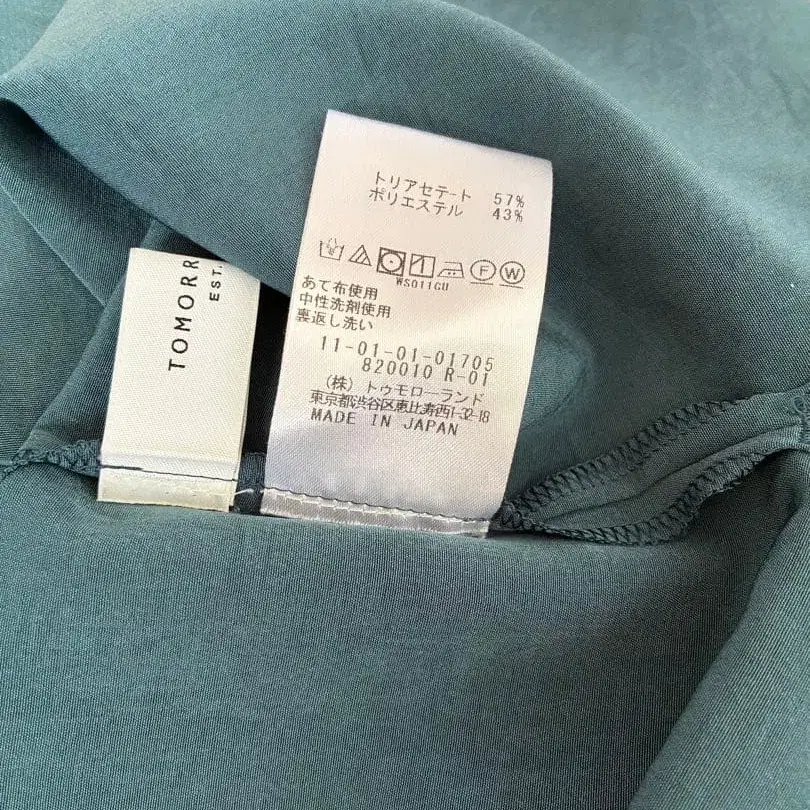 TOMORR
EST.
トリアセテート 57%
ポリエステル 43%
F W
WS011GU
あて布使用
中性洗剤使用
裏返し洗い
11-01-01-01705
820010 R-01
(株) トゥモローランド
東京都渋谷区恵比寿西1-32-18
MADE IN JAPAN